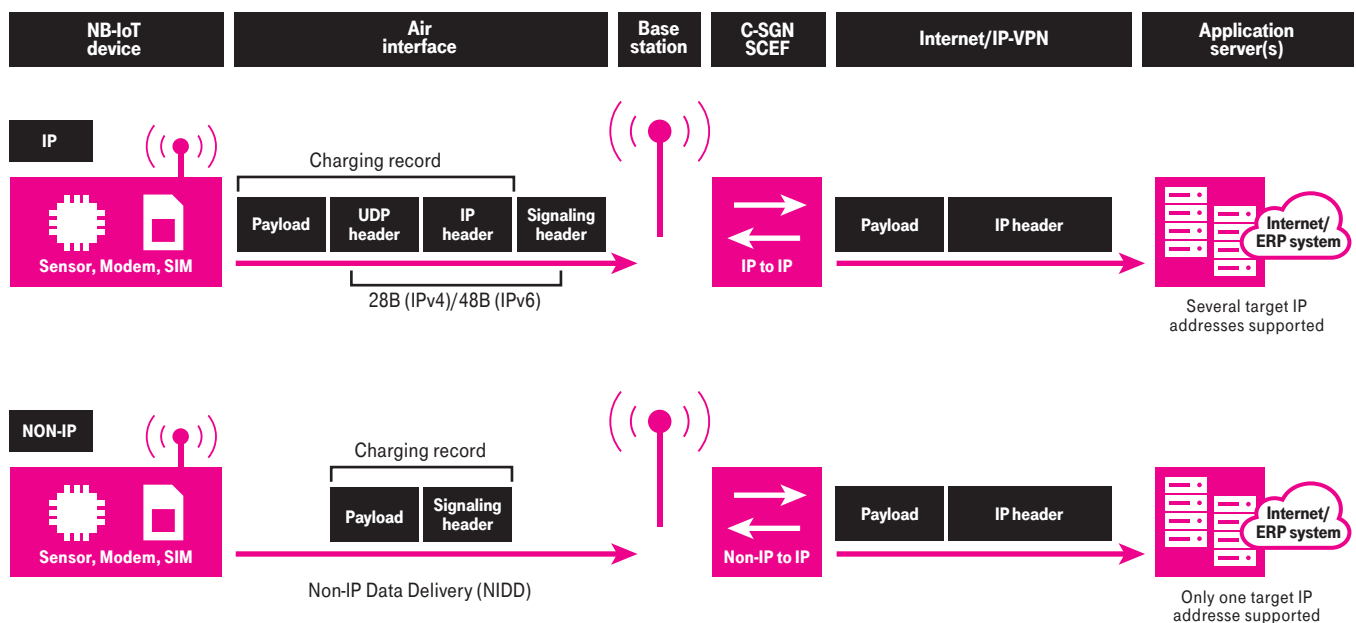 NB-IoT
device
Air
interface
Base
station
C-SGN
SCEF
Internet/IP-VPN
Application
server(s)
IP
Charging record
Payload
UDP
header
IP
header
Signaling
header
Sensor, Modem, SIM
28B (IPv4)/48B (IPv6)
IP to IP
Payload
IP header
Internet/
ERP system
Several target IP
addresses supported
NON-IP
Charging record
Payload
Signaling
header
Sensor, Modem, SIM
Non-IP Data Delivery (NIDD)
Non-IP to IP
Payload
IP header
Internet/
ERP system
Only one target IP
addresse supported